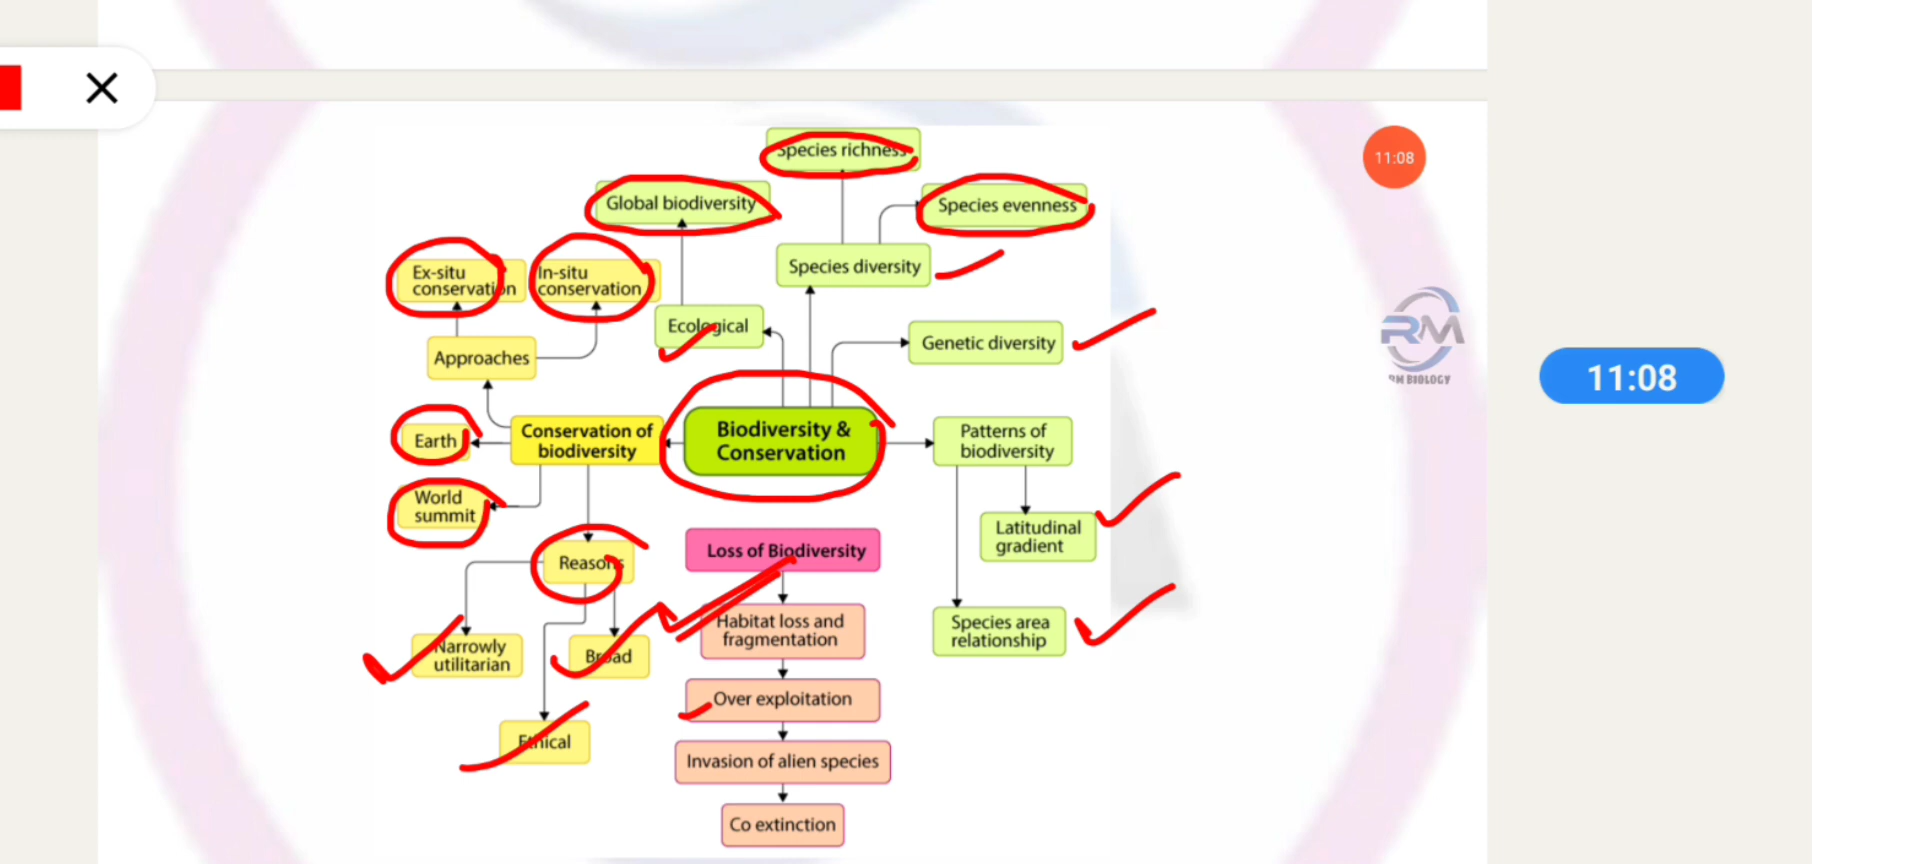 Species richness
11:08
Global biodiversity
Species evenness
Species diversity
Ex-situ
conservation
In-situ
conservation
Ecological
Genetic diversity
Approaches
RM
RM BIOLOGY
11:08
Earth
Conservation of
biodiversity
Biodiversity &
Conservation
Patterns of
biodiversity
World
summit
Latitudinal
gradient
Reasons
Loss of Biodiversity
Habitat loss and
fragmentation
Species area
relationship
Narrowly
utilitarian
Broad
Over exploitation
Ethical
Invasion of alien species
Co extinction